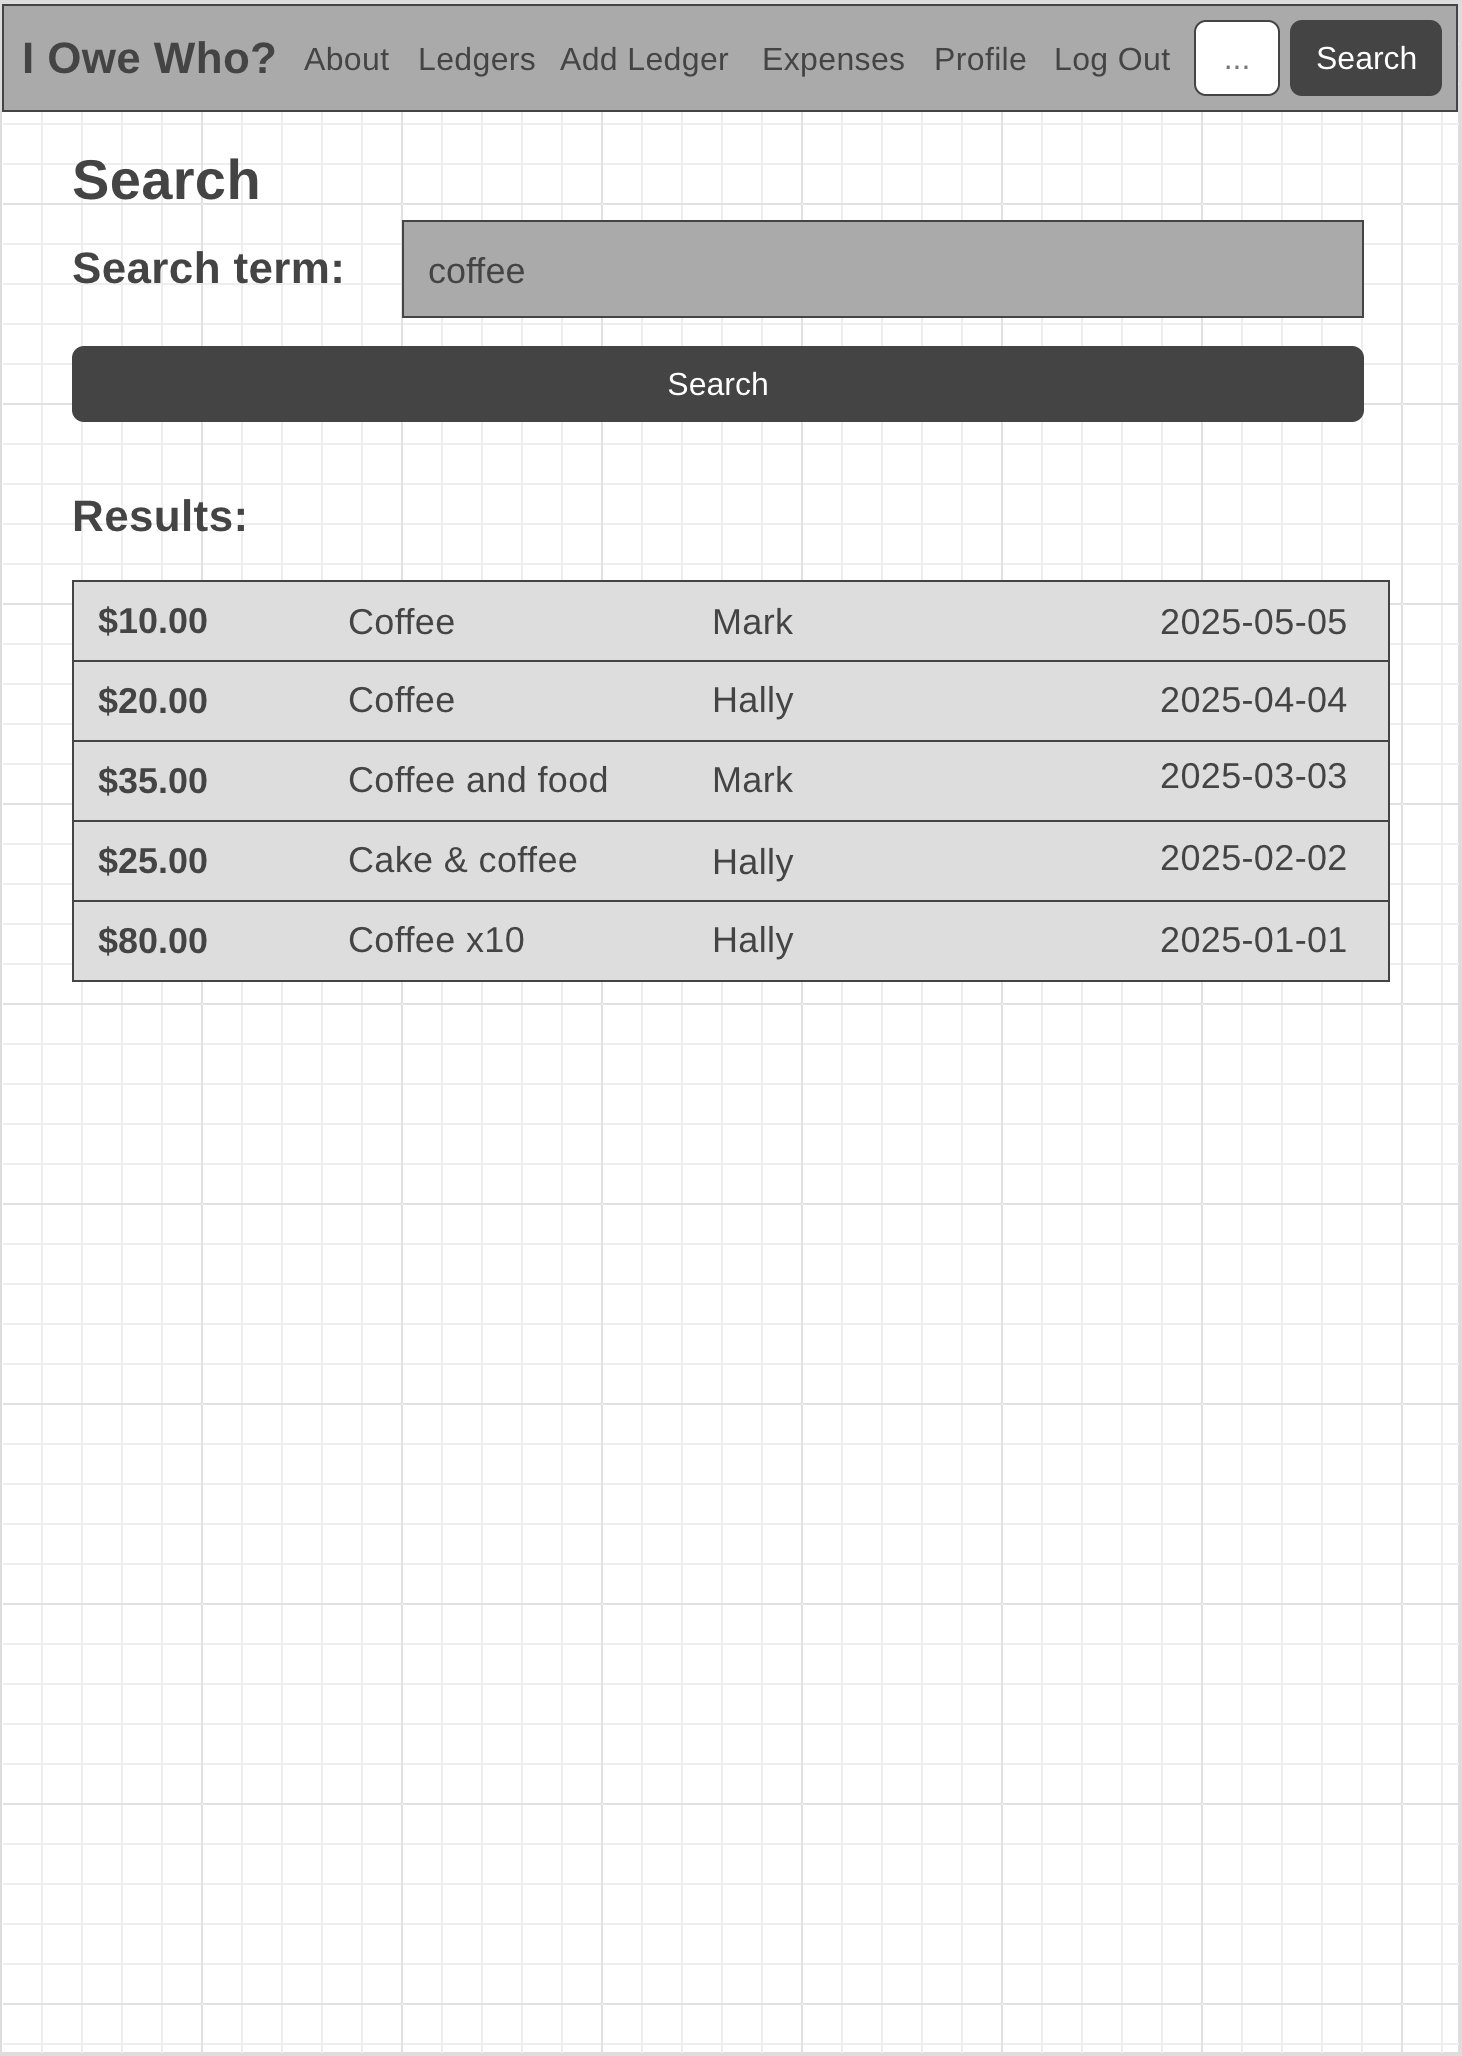 I Owe Who? About Ledgers Add Ledger Expenses Profile Log Out ... Search
Search
Search term: coffee
Search
Results:
$10.00 Coffee Mark 2025-05-05
$20.00 Coffee Hally 2025-04-04
$35.00 Coffee and food Mark 2025-03-03
$25.00 Cake & coffee Hally 2025-02-02
$80.00 Coffee x10 Hally 2025-01-01